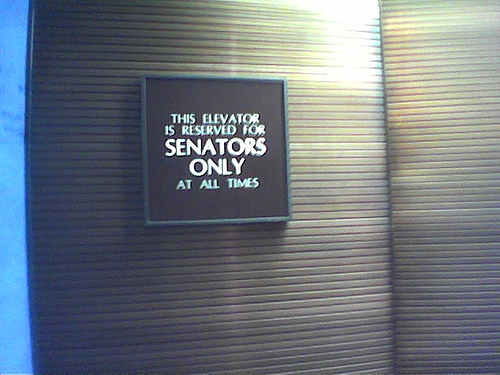 THIS ELEVATOR
IS RESERVED FOR
SENATORS
ONLY
AT ALL TIMES